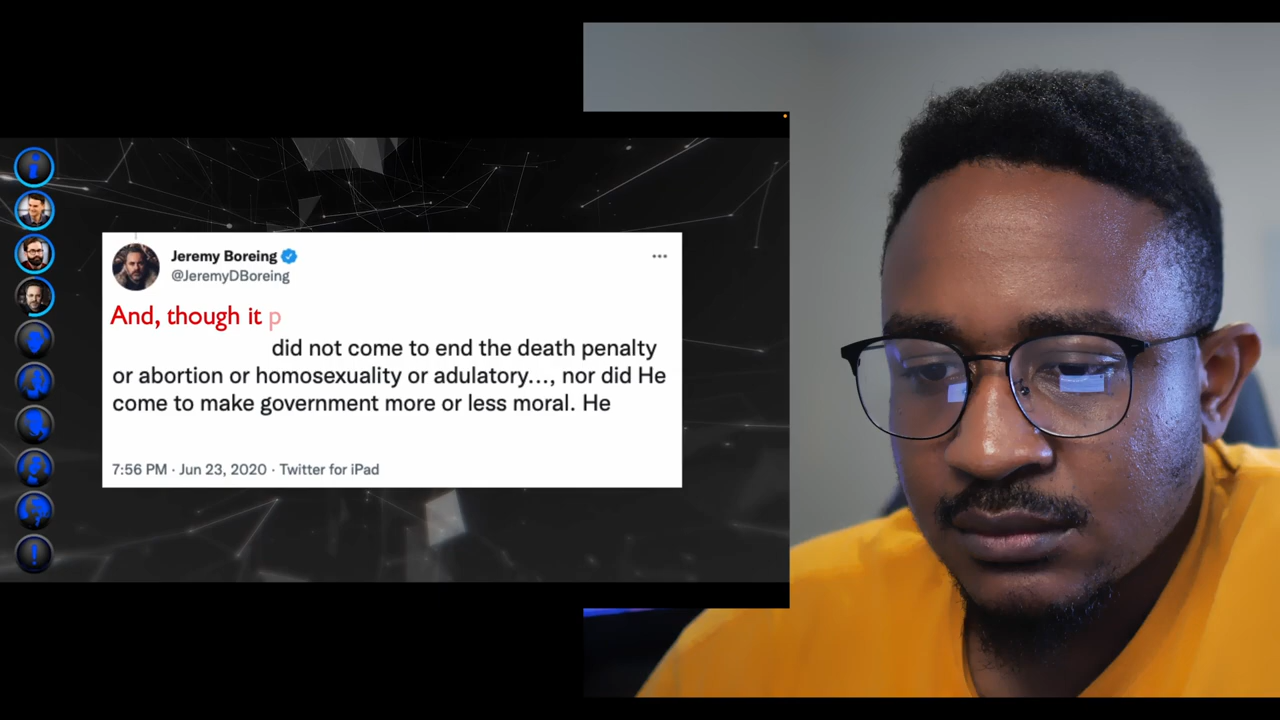 Jeremy Boreing
@JeremyDBoreing
And, though it p
did not come to end the death penalty
or abortion or homosexuality or adulatory…, nor did He
come to make government more or less moral. He
7:56 PM · Jun 23, 2020 · Twitter for iPad